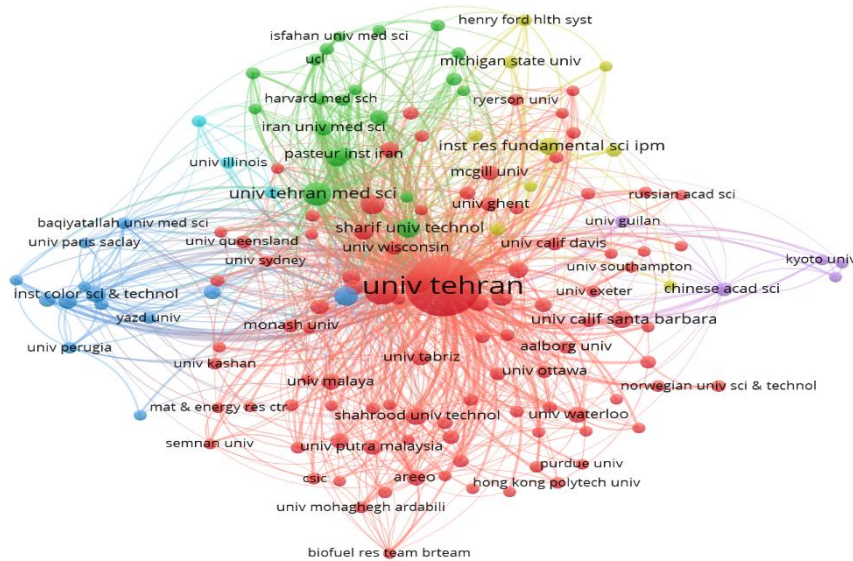 henry ford hlth syst
isfahan univ med sci
ucl
michigan state univ
harvard med sch
ryerson univ
iran univ med sci
inst res fundamental sci ipm
pasteur inst iran
univ illinois
mcgill univ
univ tehran med sci
univ ghent
russian acad sci
baqiyatallah univ med sci
sharif univ technol
univ guilan
univ paris saclay
univ queensland
univ wisconsin
univ calif davis
univ sydney
univ southampton
kyoto univ
univ tehran
inst color sci & technol
univ exeter
chinese acad sci
yazd univ
monash univ
univ calif santa barbara
univ perugia
univ kashan
univ tabriz
aalborg univ
univ malaya
univ ottawa
norwegian univ sci & technol
mat & energy res ctr
shahrood univ technol
univ waterloo
semnan univ
univ putra malaysia
purdue univ
csic
areeo
hong kong polytech univ
univ mohaghegh ardabili
biofuel res team brteam